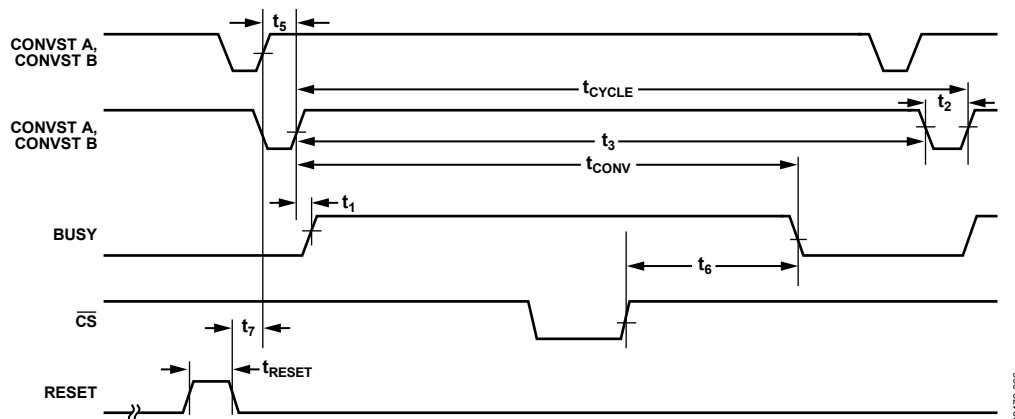 t5
CONVST A,
CONVST B
tCYCLE
t2
CONVST A,
CONVST B
t3
tCONV
t1
BUSY
t6
CS
t7
tRESET
RESET